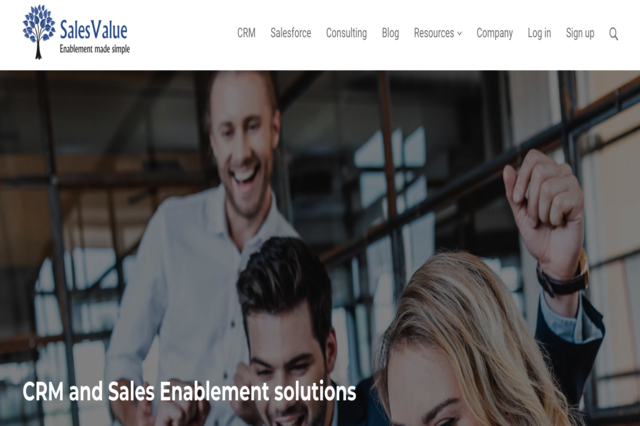 SalesValue
Enablement made simple
CRM Salesforce Consulting Blog Resources Company Log in Sign up
CRM and Sales Enablement solutions